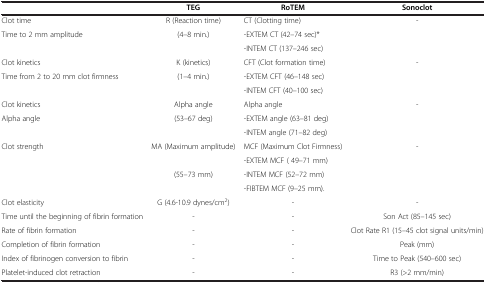 TEG RoTEM Sonoclot
Clot time R (Reaction time) CT (Clotting time) -
Time to 2 mm amplitude (4–8 min.) -EXTEM CT (42–74 sec)*
-INTEM CT (137–246 sec)
Clot kinetics K (kinetics) CFT (Clot formation time) -
Time from 2 to 20 mm clot firmness (1–4 min.) -EXTEM CFT (46–148 sec)
-INTEM CFT (40–100 sec)
Clot kinetics Alpha angle Alpha angle -
Alpha angle (53–67 deg) -EXTEM angle (63–81 deg)
-INTEM angle (71–82 deg)
Clot strength MA (Maximum amplitude) MCF (Maximum Clot Firmness) -
-EXTEM MCF ( 49–71 mm)
(55–73 mm) -INTEM MCF (52–72 mm)
-FIBTEM MCF (9–25 mm).
Clot elasticity G (4.6-10.9 dynes/cm²) - -
Time until the beginning of fibrin formation - - Son Act (85–145 sec)
Rate of fibrin formation - - Clot Rate R1 (15–45 clot signal units/min)
Completion of fibrin formation - - Peak (mm)
Index of fibrinogen conversion to fibrin - - Time to Peak (540–600 sec)
Platelet-induced clot retraction - - R3 (>2 mm/min)